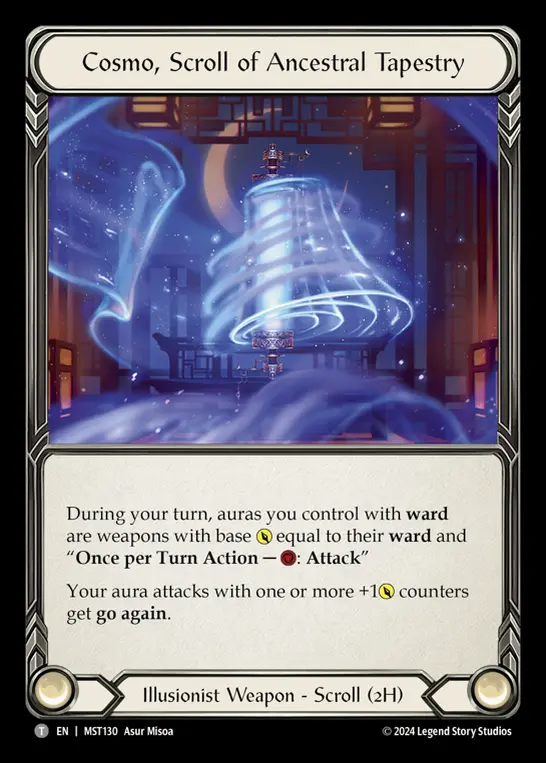 Cosmo, Scroll of Ancestral Tapestry
During your turn, auras you control with ward
are weapons with base equal to their ward and
“Once per Turn Action — : Attack”
Your aura attacks with one or more +1 counters
get go again.
Illusionist Weapon - Scroll (2H)
T EN | MST130 Asur Misoa
© 2024 Legend Story Studios